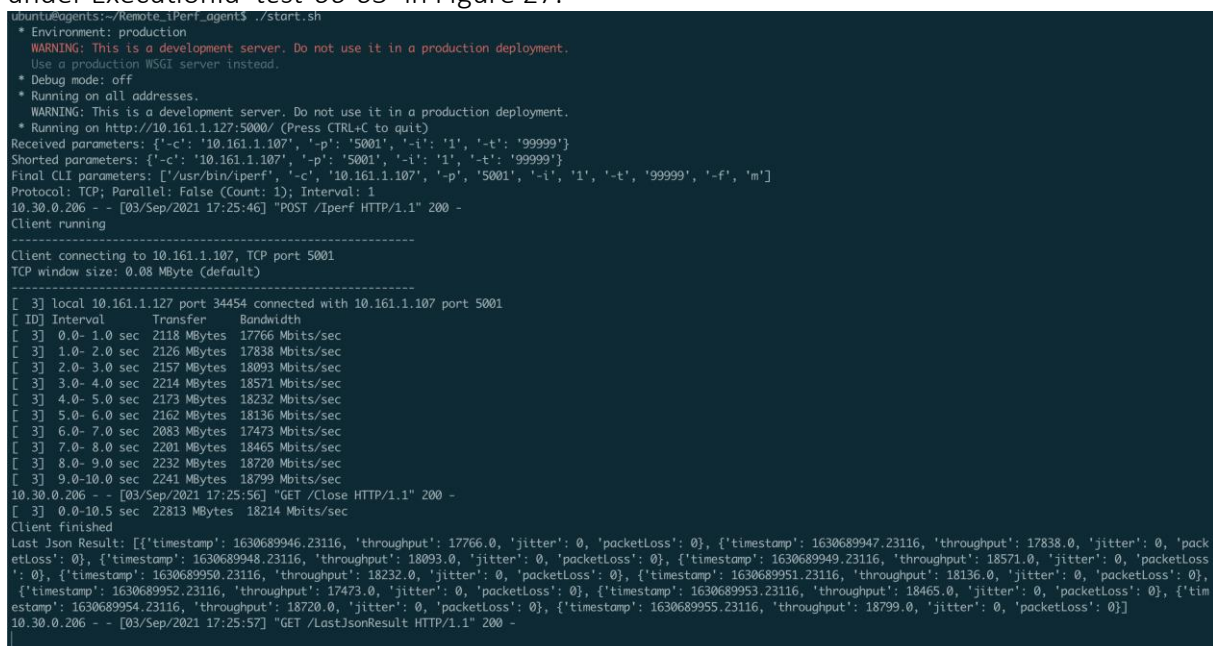 under ExecutionId "test-00-03" in Figure 27.
ubuntu@agents:~/Remote_iPerf_agent$ ./start.sh
* Environment: production
WARNING: This is a development server. Do not use it in a production deployment.
Use a production WSGI server instead.
* Debug mode: off
* Running on all addresses.
WARNING: This is a development server. Do not use it in a production deployment.
* Running on http://10.161.1.127:5000/ (Press CTRL+C to quit)
Received parameters: {'-c': '10.161.1.107', '-p': '5001', '-i': '1', '-t': '99999'}
Shorted parameters: {'-c': '10.161.1.107', '-p': '5001', '-i': '1', '-t': '99999'}
Final CLI parameters: ['/usr/bin/iperf', '-c', '10.161.1.107', '-p', '5001', '-i', '1', '-t', '99999', '-f', 'm']
Protocol: TCP; Parallel: False (Count: 1); Interval: 1
10.30.0.206 - - [03/Sep/2021 17:25:46] "POST /Iperf HTTP/1.1" 200 -
Client running
------------------------------------------------------------
Client connecting to 10.161.1.107, TCP port 5001
TCP window size: 0.08 MByte (default)
------------------------------------------------------------
[  3] local 10.161.1.127 port 34454 connected with 10.161.1.107 port 5001
[ ID] Interval       Transfer     Bandwidth
[  3]  0.0- 1.0 sec  2118 MBytes  17766 Mbits/sec
[  3]  1.0- 2.0 sec  2126 MBytes  17838 Mbits/sec
[  3]  2.0- 3.0 sec  2157 MBytes  18093 Mbits/sec
[  3]  3.0- 4.0 sec  2214 MBytes  18571 Mbits/sec
[  3]  4.0- 5.0 sec  2173 MBytes  18232 Mbits/sec
[  3]  5.0- 6.0 sec  2162 MBytes  18136 Mbits/sec
[  3]  6.0- 7.0 sec  2083 MBytes  17473 Mbits/sec
[  3]  7.0- 8.0 sec  2201 MBytes  18465 Mbits/sec
[  3]  8.0- 9.0 sec  2232 MBytes  18720 Mbits/sec
[  3]  9.0-10.0 sec  2241 MBytes  18799 Mbits/sec
10.30.0.206 - - [03/Sep/2021 17:25:56] "GET /Close HTTP/1.1" 200 -
[  3]  0.0-10.5 sec  22813 MBytes  18214 Mbits/sec
Client finished
Last Json Result: [{'timestamp': 1630689946.23116, 'throughput': 17766.0, 'jitter': 0, 'packetLoss': 0}, {'timestamp': 1630689947.23116, 'throughput': 17838.0, 'jitter': 0, 'pack
etLoss': 0}, {'timestamp': 1630689948.23116, 'throughput': 18093.0, 'jitter': 0, 'packetLoss': 0}, {'timestamp': 1630689949.23116, 'throughput': 18571.0, 'jitter': 0, 'packetLoss
': 0}, {'timestamp': 1630689950.23116, 'throughput': 18232.0, 'jitter': 0, 'packetLoss': 0}, {'timestamp': 1630689951.23116, 'throughput': 18136.0, 'jitter': 0, 'packetLoss': 0},
{'timestamp': 1630689952.23116, 'throughput': 17473.0, 'jitter': 0, 'packetLoss': 0}, {'timestamp': 1630689953.23116, 'throughput': 18465.0, 'jitter': 0, 'packetLoss': 0}, {'tim
estamp': 1630689954.23116, 'throughput': 18720.0, 'jitter': 0, 'packetLoss': 0}, {'timestamp': 1630689955.23116, 'throughput': 18799.0, 'jitter': 0, 'packetLoss': 0}]
10.30.0.206 - - [03/Sep/2021 17:25:57] "GET /LastJsonResult HTTP/1.1" 200 -